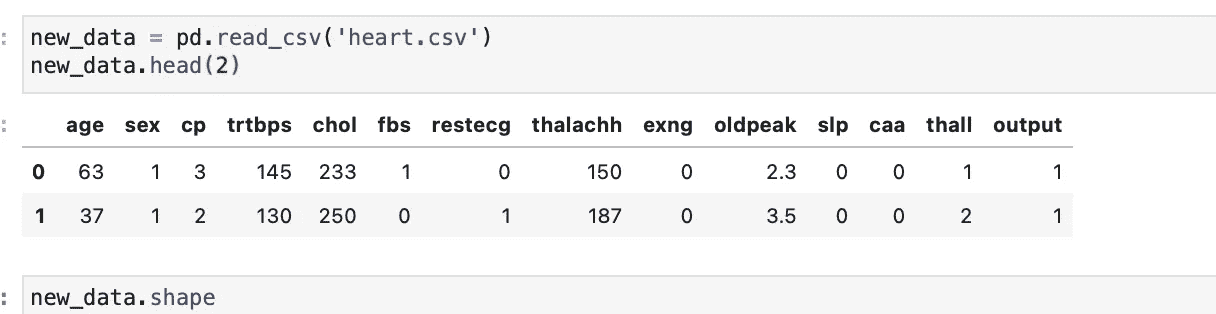 new_data = pd.read_csv('heart.csv')
new_data.head(2)
age sex cp trtbps chol fbs restecg thalachh exng oldpeak slp caa thall output
0 63 1 3 145 233 1 0 150 0 2.3 0 0 1 1
1 37 1 2 130 250 0 1 187 0 3.5 0 0 2 1
new_data.shape